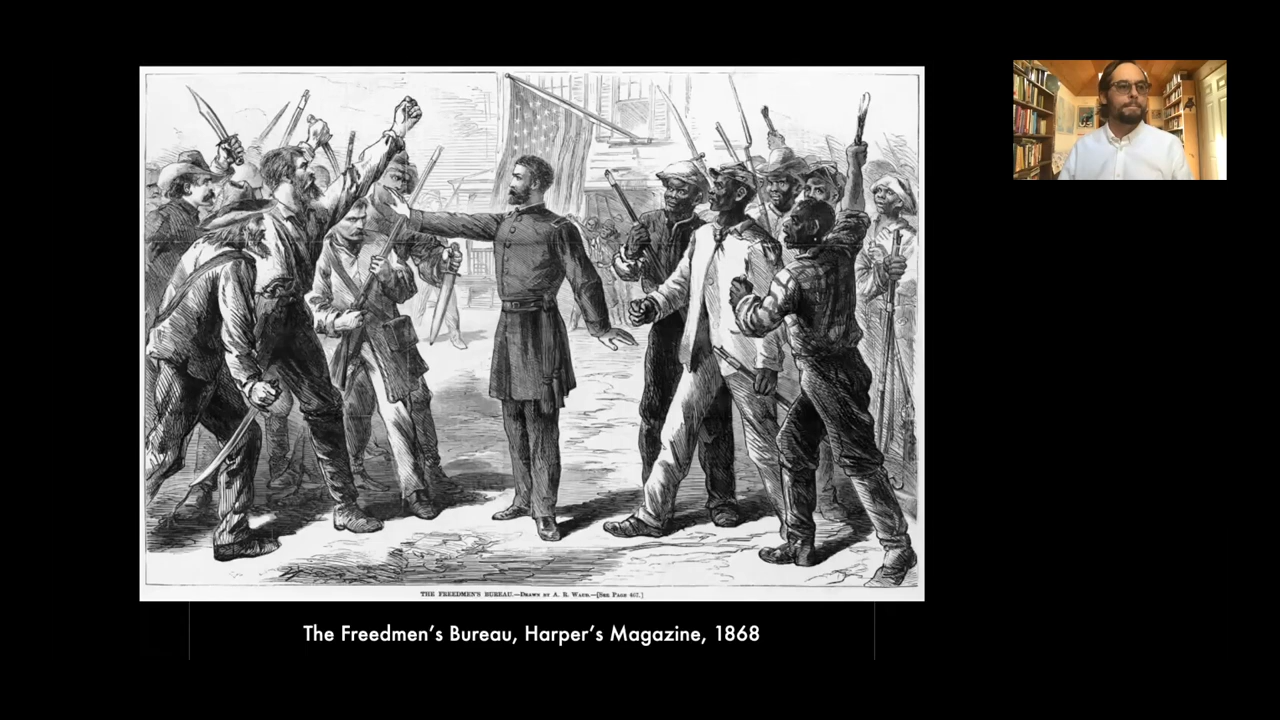 THE FREEDMEN'S BUREAU.—Drawn by A. R. Waud.—[See Page 467.]
The Freedmen’s Bureau, Harper’s Magazine, 1868